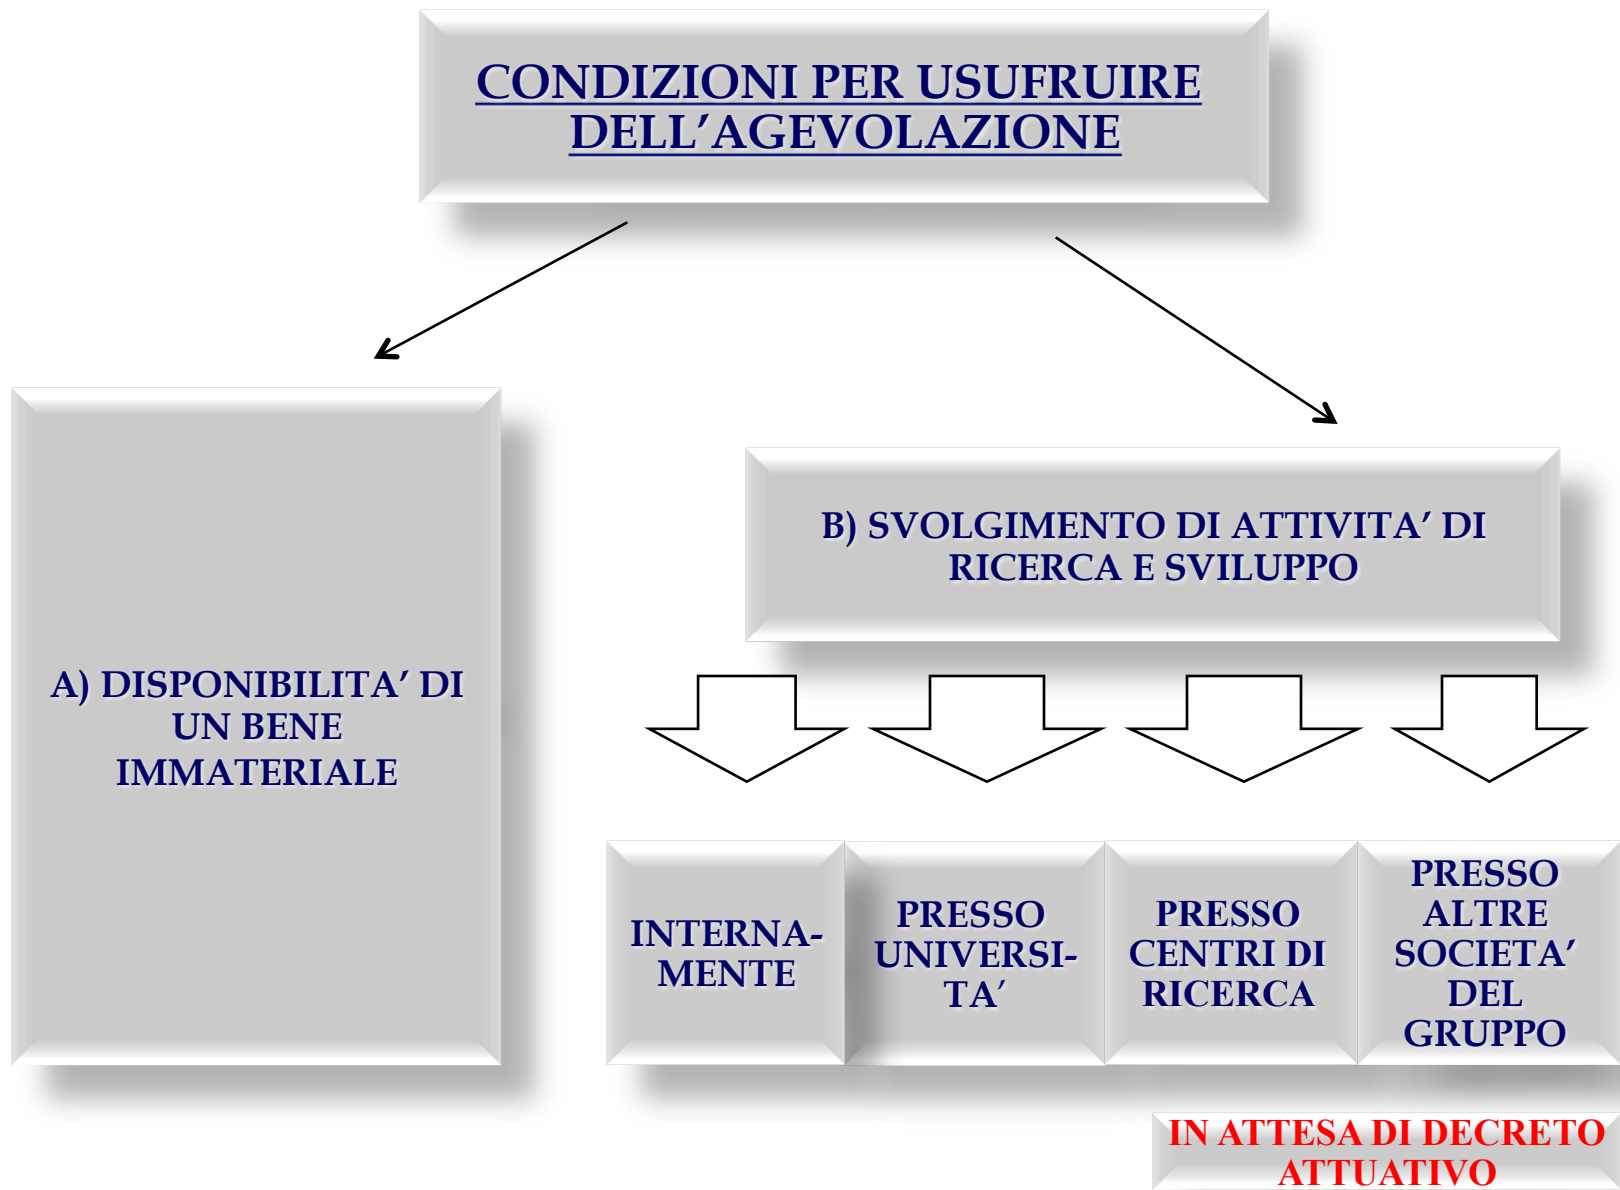 CONDIZIONI PER USUFRUIRE
DELL’AGEVOLAZIONE
A) DISPONIBILITA’ DI
UN BENE
IMMATERIALE
B) SVOLGIMENTO DI ATTIVITA’ DI
RICERCA E SVILUPPO
INTERNA-
MENTE
PRESSO
UNIVERSI-
TA’
PRESSO
CENTRI DI
RICERCA
PRESSO
ALTRE
SOCIETA’
DEL
GRUPPO
IN ATTESA DI DECRETO
ATTUATIVO